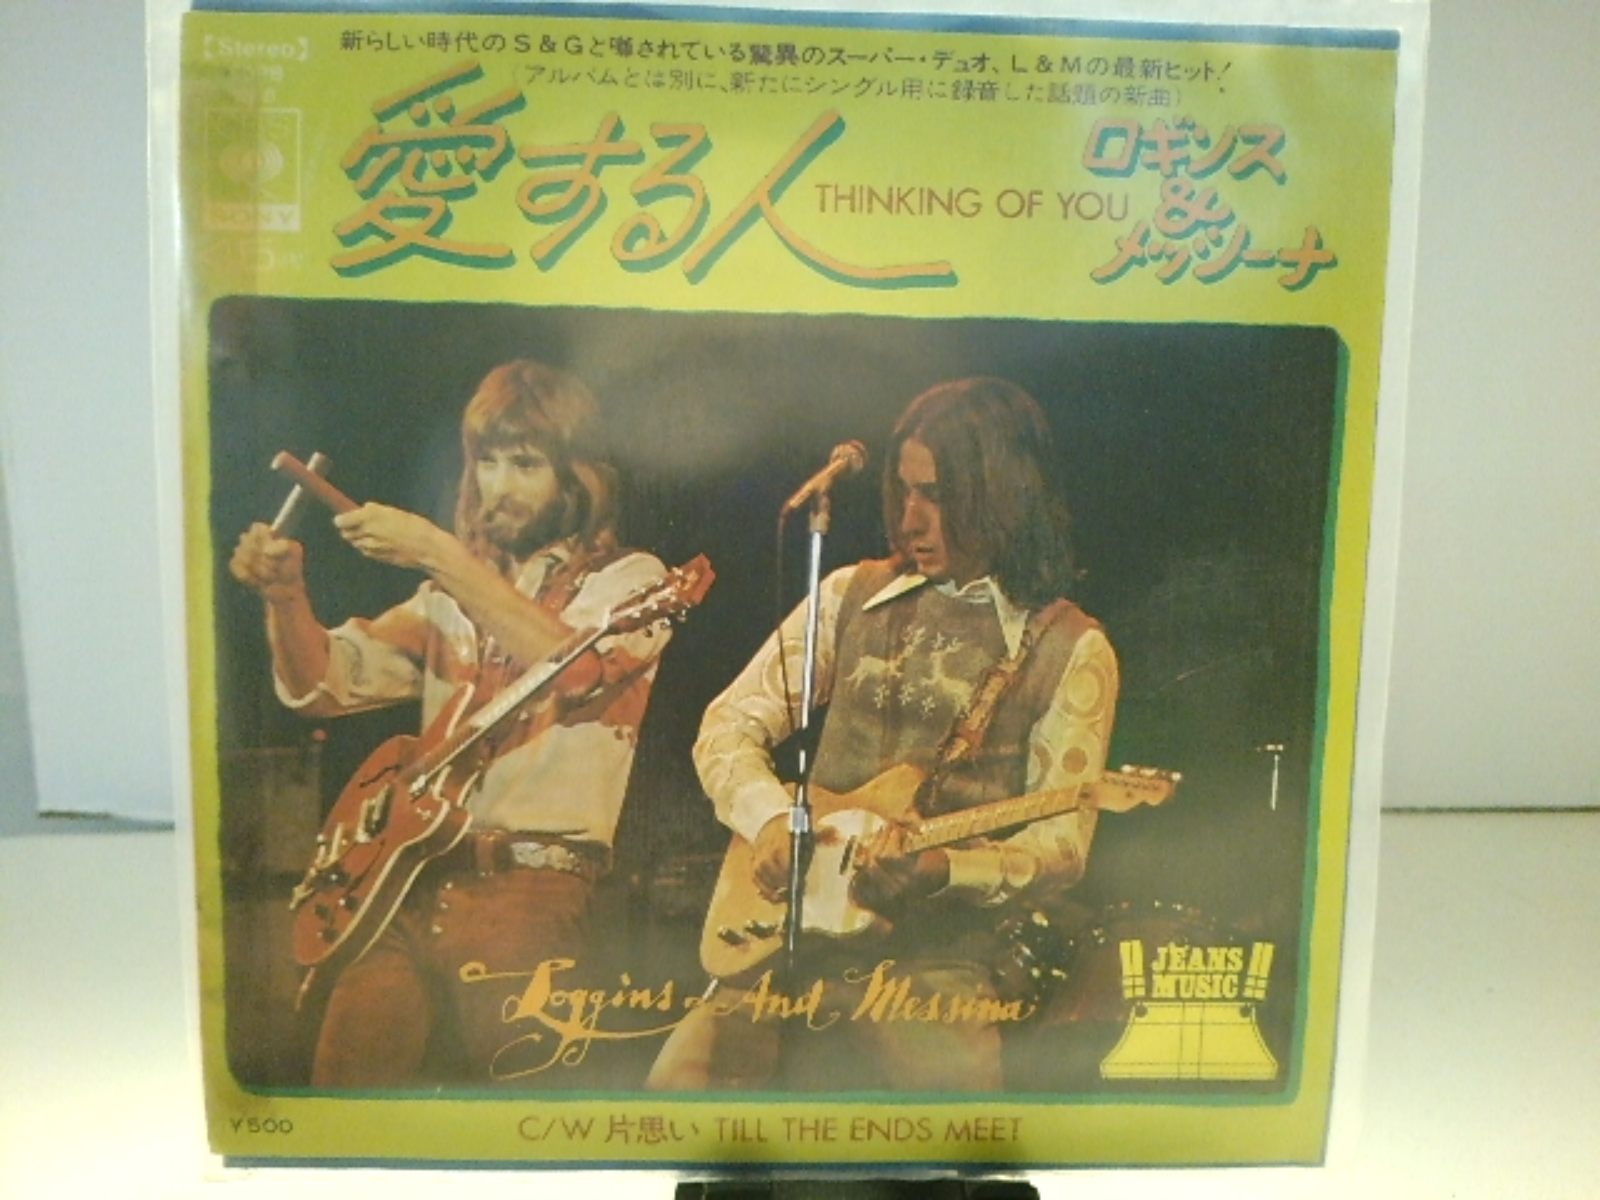 【Stereo】
新らしい時代のS&Gと囃されている驚異のスーパー・デュオ、L&Mの最新ヒット!
(アルバムとは別に、新たにシングル用に録音した話題の新曲)
CBS
SONY
45
愛する人
THINKING OF YOU
ロギンス
&
メッシーナ
Loggins And Messina
JEANS
MUSIC
¥500
C/W 片思い TILL THE ENDS MEET